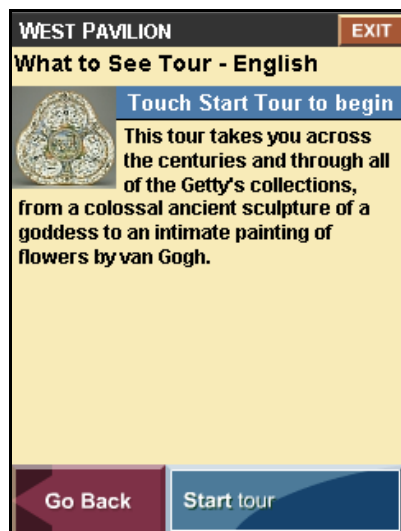 WEST PAVILION EXIT
What to See Tour - English
Touch Start Tour to begin
This tour takes you across
the centuries and through all
of the Getty's collections,
from a colossal ancient sculpture of a
goddess to an intimate painting of
flowers by van Gogh.
Go Back Start tour